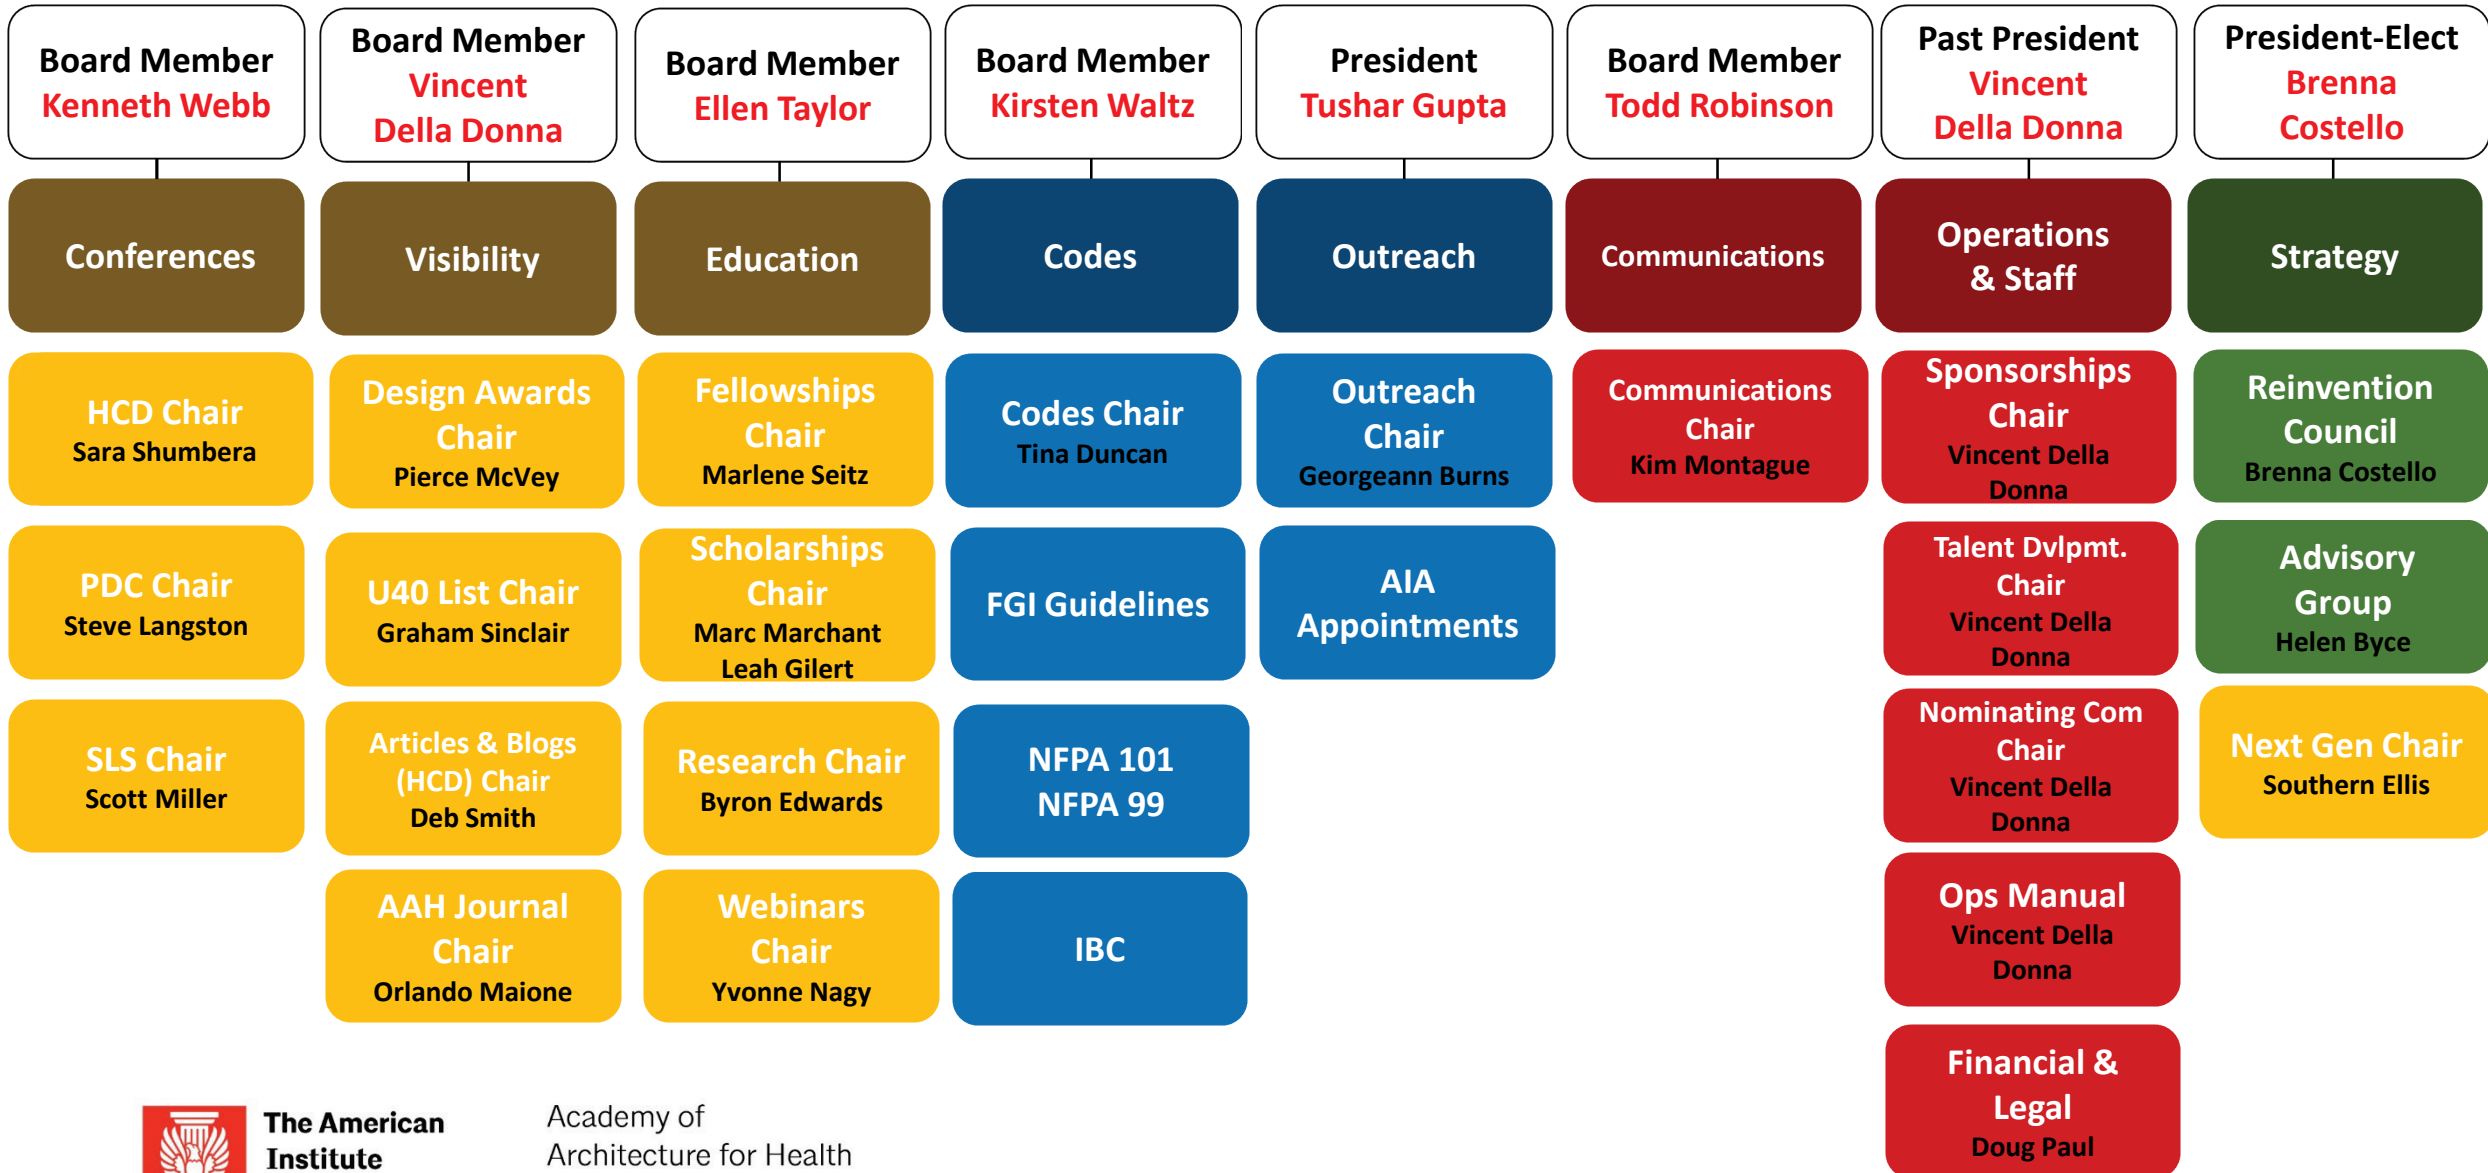 Board Member
Kenneth Webb
Conferences
HCD Chair
Sara Shumbera
PDC Chair
Steve Langston
SLS Chair
Scott Miller
Board Member
Vincent
Della Donna
Visibility
Design Awards
Chair
Pierce McVey
U40 List Chair
Graham Sinclair
Articles & Blogs
(HCD) Chair
Deb Smith
AAH Journal
Chair
Orlando Maione
Board Member
Ellen Taylor
Education
Fellowships
Chair
Marlene Seitz
Scholarships
Chair
Marc Marchant
Leah Gilert
Research Chair
Byron Edwards
Webinars
Chair
Yvonne Nagy
Board Member
Kirsten Waltz
Codes
Codes Chair
Tina Duncan
FGI Guidelines
NFPA 101
NFPA 99
IBC
President
Tushar Gupta
Outreach
Outreach
Chair
Georgeann Burns
AIA
Appointments
Board Member
Todd Robinson
Communications
Communications
Chair
Kim Montague
Past President
Vincent
Della Donna
Operations
& Staff
Sponsorships
Chair
Vincent Della
Donna
Talent Dvlpmt.
Chair
Vincent Della
Donna
Nominating Com
Chair
Vincent Della
Donna
Ops Manual
Vincent Della
Donna
Financial &
Legal
Doug Paul
President-Elect
Brenna
Costello
Strategy
Reinvention
Council
Brenna Costello
Advisory
Group
Helen Byce
Next Gen Chair
Southern Ellis
The American
Institute
Academy of
Architecture for Health